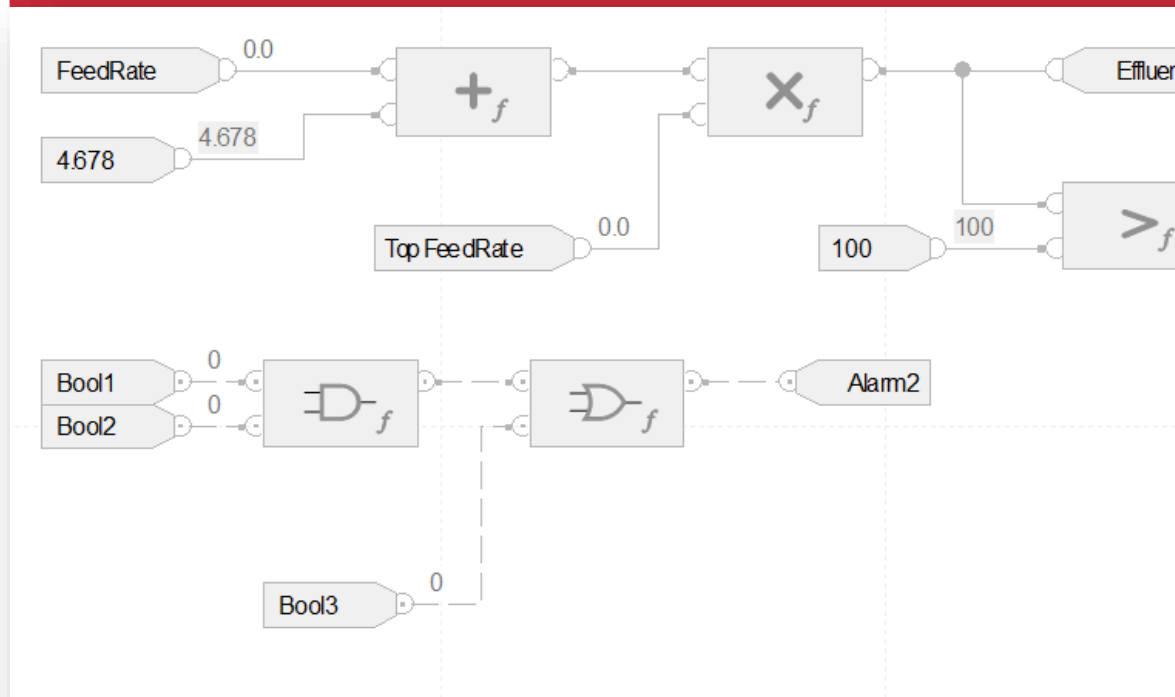 FeedRate
0.0
4.678
4.678
Top FeedRate
0.0
100
100
f
f
f
Bool1
0
Bool2
0
f
f
Alarm2
Bool3
0